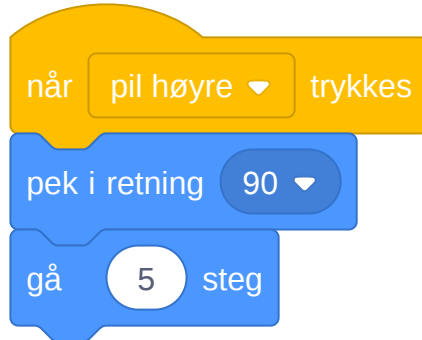 når pil høyre trykkes
pek i retning 90
gå 5 steg